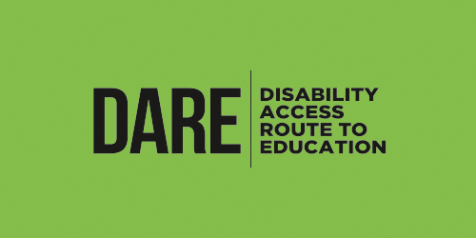 DARE
DISABILITY
ACCESS
ROUTE TO
EDUCATION